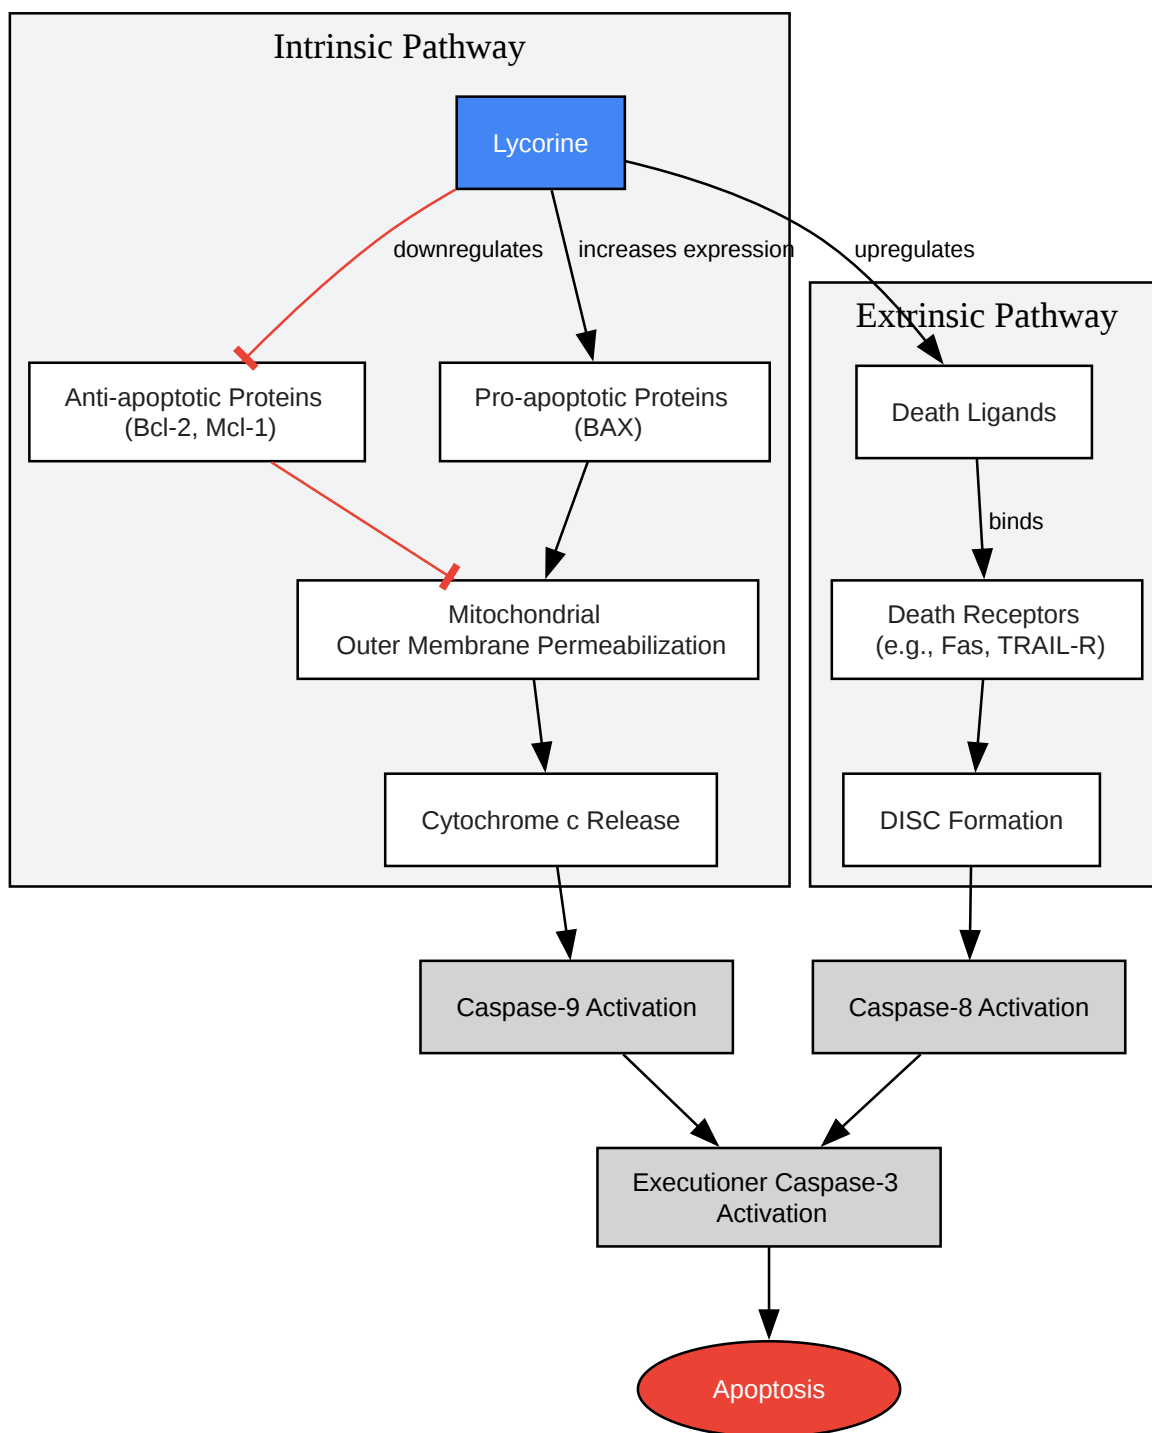 Intrinsic Pathway
Lycorine
downregulates
increases expression
upregulates
Extrinsic Pathway
Anti-apoptotic Proteins
(Bcl-2, Mcl-1)
Pro-apoptotic Proteins
(BAX)
Death Ligands
binds
Mitochondrial
Outer Membrane Permeabilization
Death Receptors
(e.g., Fas, TRAIL-R)
Cytochrome c Release
DISC Formation
Caspase-9 Activation
Caspase-8 Activation
Executioner Caspase-3
Activation
Apoptosis